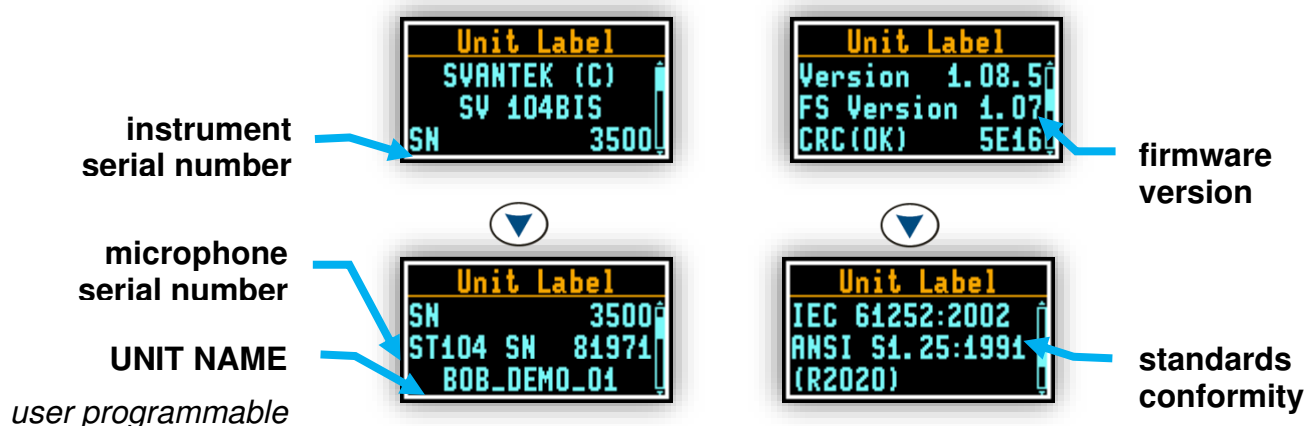 Unit Label
SVANTEK (C)
SV 104BIS
SN 3500
instrument
serial number
Unit Label
Version 1.08.5
FS Version 1.07
CRC(OK) 5E16
firmware
version
Unit Label
SN 3500
ST104 SN 81971
BOB_DEMO_01
microphone
serial number
UNIT NAME
user programmable
Unit Label
IEC 61252:2002
ANSI S1.25:1991
(R2020)
standards
conformity